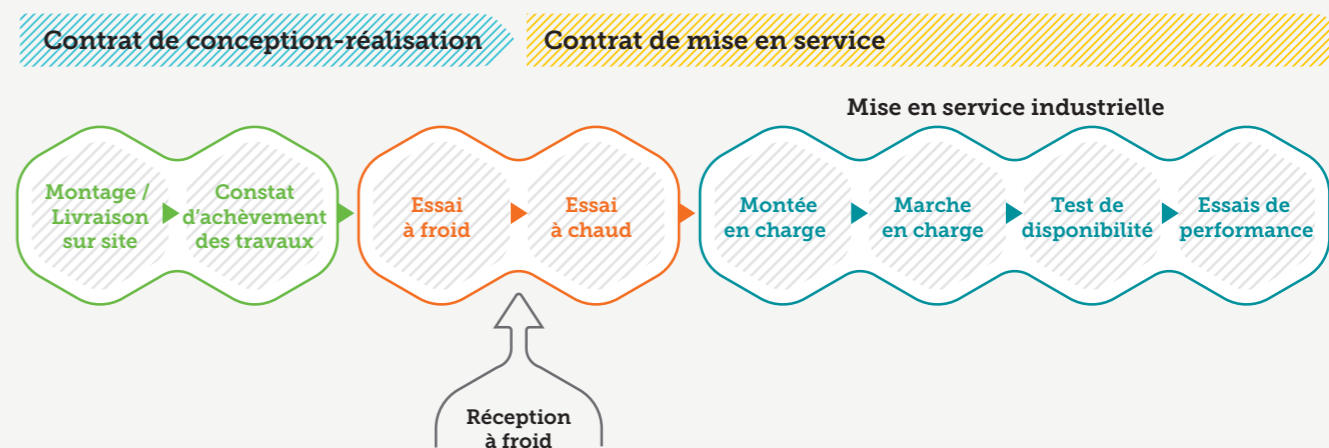 Contrat de conception-réalisation
Contrat de mise en service
Mise en service industrielle
Montage /
Livraison
sur site
Constat
d'achèvement
des travaux
Essai
à froid
Essai
à chaud
Montée
en charge
Marche
en charge
Test de
disponibilité
Essais de
performance
Réception
à froid